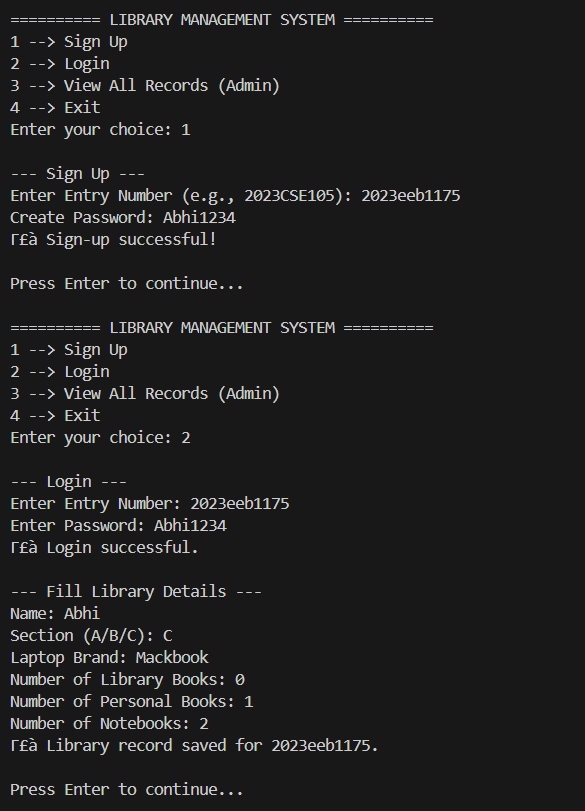 ========== LIBRARY MANAGEMENT SYSTEM ==========
1 --> Sign Up
2 --> Login
3 --> View All Records (Admin)
4 --> Exit
Enter your choice: 1
--- Sign Up ---
Enter Entry Number (e.g., 2023CSE105): 2023eeb1175
Create Password: Abhi1234
Γ£à Sign-up successful!
Press Enter to continue...
========== LIBRARY MANAGEMENT SYSTEM ==========
1 --> Sign Up
2 --> Login
3 --> View All Records (Admin)
4 --> Exit
Enter your choice: 2
--- Login ---
Enter Entry Number: 2023eeb1175
Enter Password: Abhi1234
Γ£à Login successful.
--- Fill Library Details ---
Name: Abhi
Section (A/B/C): C
Laptop Brand: Mackbook
Number of Library Books: 0
Number of Personal Books: 1
Number of Notebooks: 2
Γ£à Library record saved for 2023eeb1175.
Press Enter to continue...